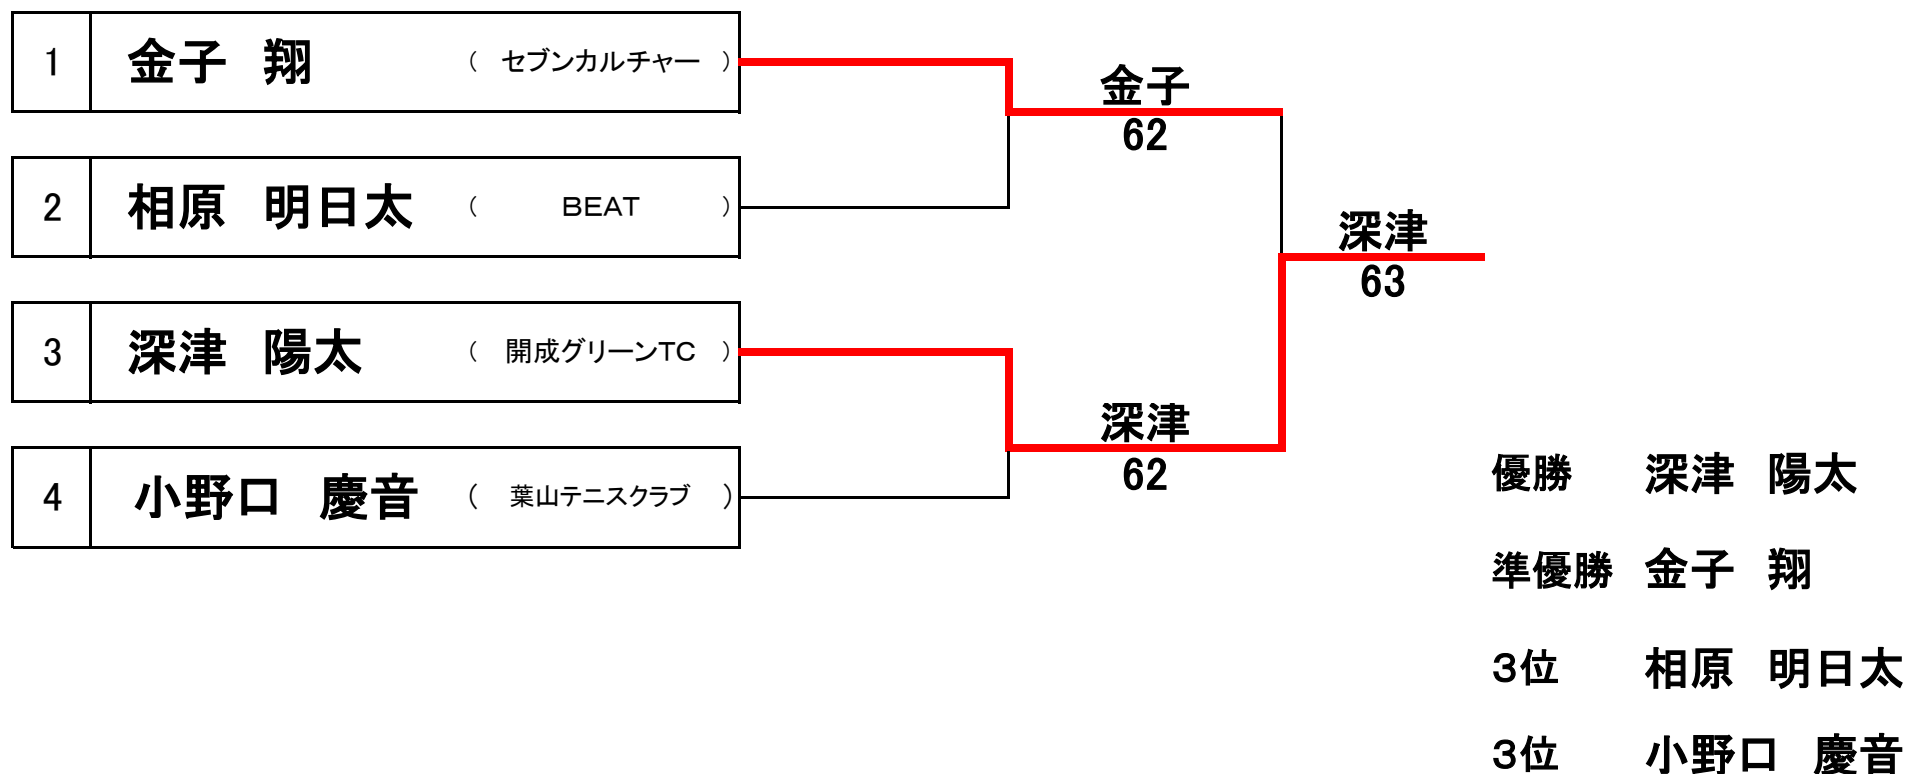 1 金子　翔 （ セブンカルチャー ）
金子
62
2 相原　明日太 （ BEAT ）
深津
63
3 深津　陽太 （ 開成グリーンTC ）
深津
62
4 小野口　慶音 （ 葉山テニスクラブ ）
優勝 深津　陽太
準優勝 金子　翔
３位 相原　明日太
３位 小野口　慶音